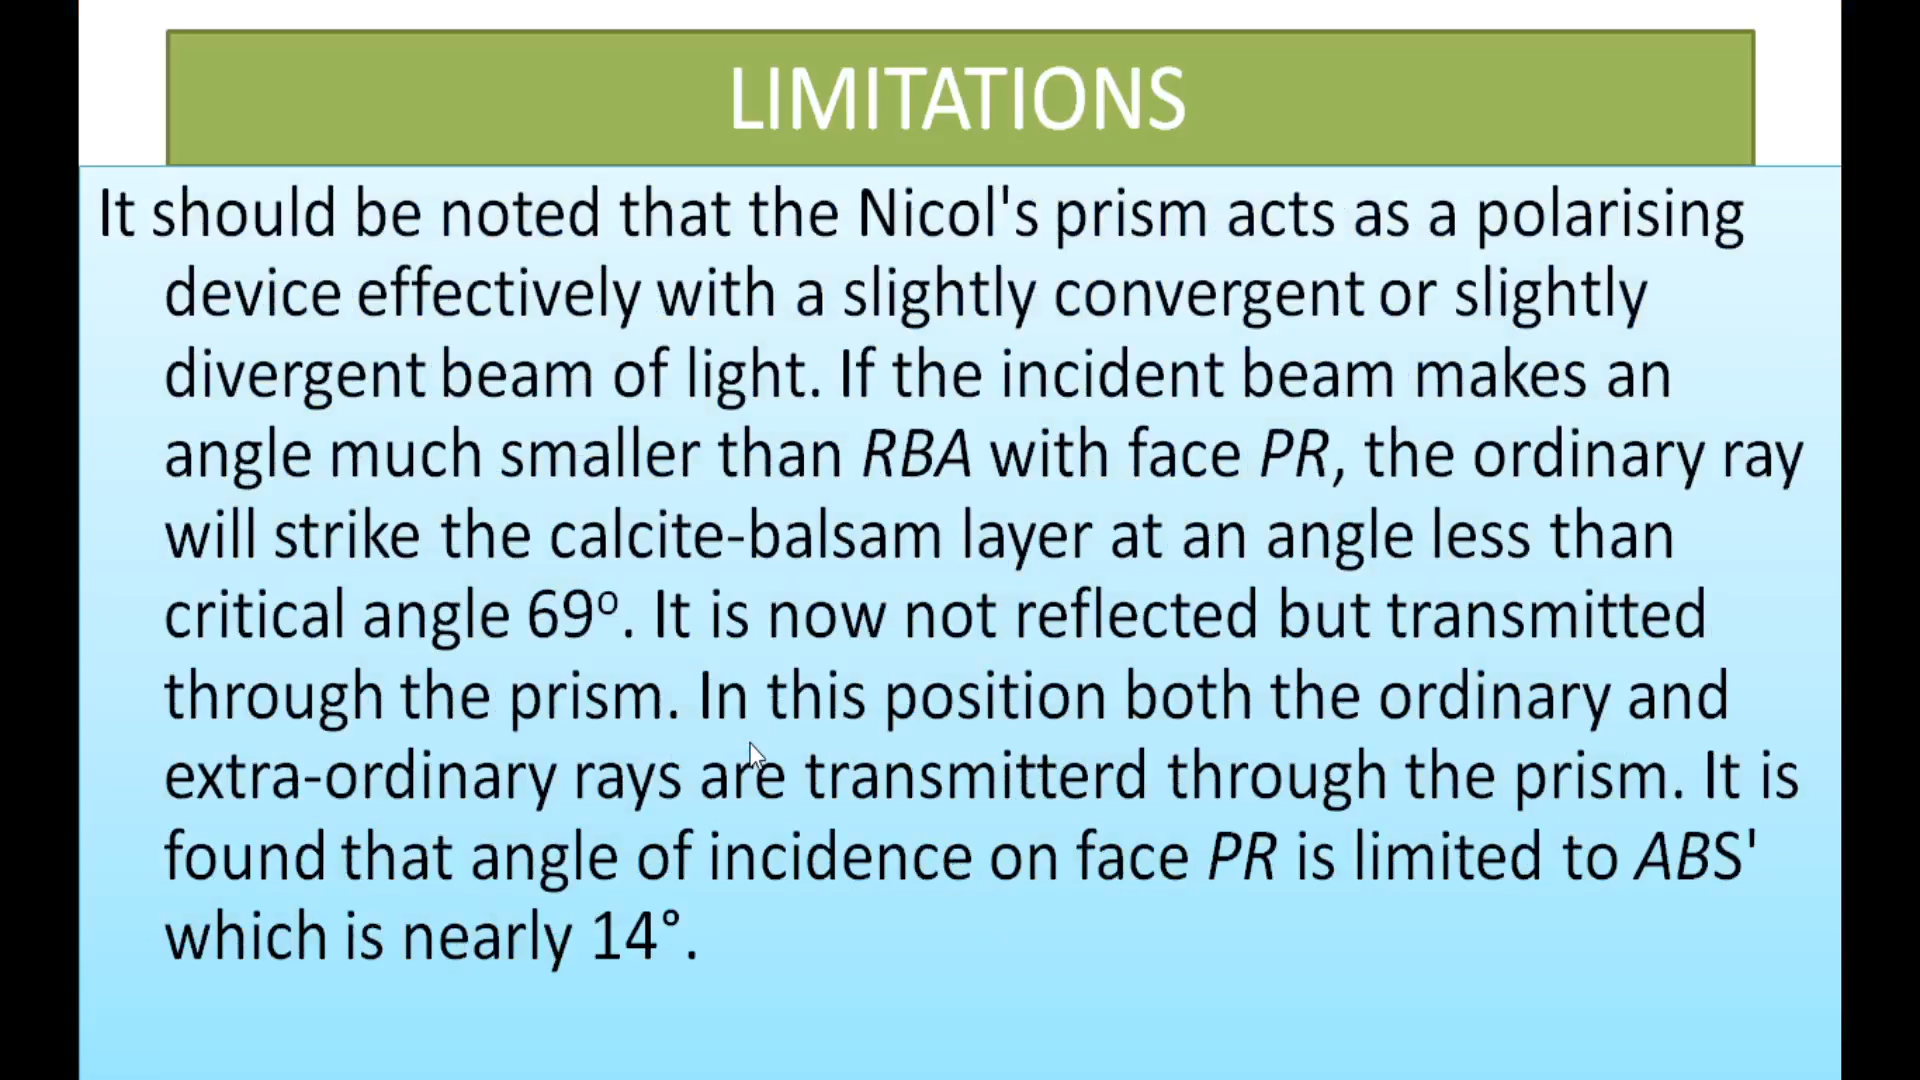 LIMITATIONS
It should be noted that the Nicol's prism acts as a polarising
device effectively with a slightly convergent or slightly
divergent beam of light. If the incident beam makes an
angle much smaller than RBA with face PR, the ordinary ray
will strike the calcite-balsam layer at an angle less than
critical angle 69º. It is now not reflected but transmitted
through the prism. In this position both the ordinary and
extra-ordinary rays are transmitterd through the prism. It is
found that angle of incidence on face PR is limited to ABS'
which is nearly 14°.